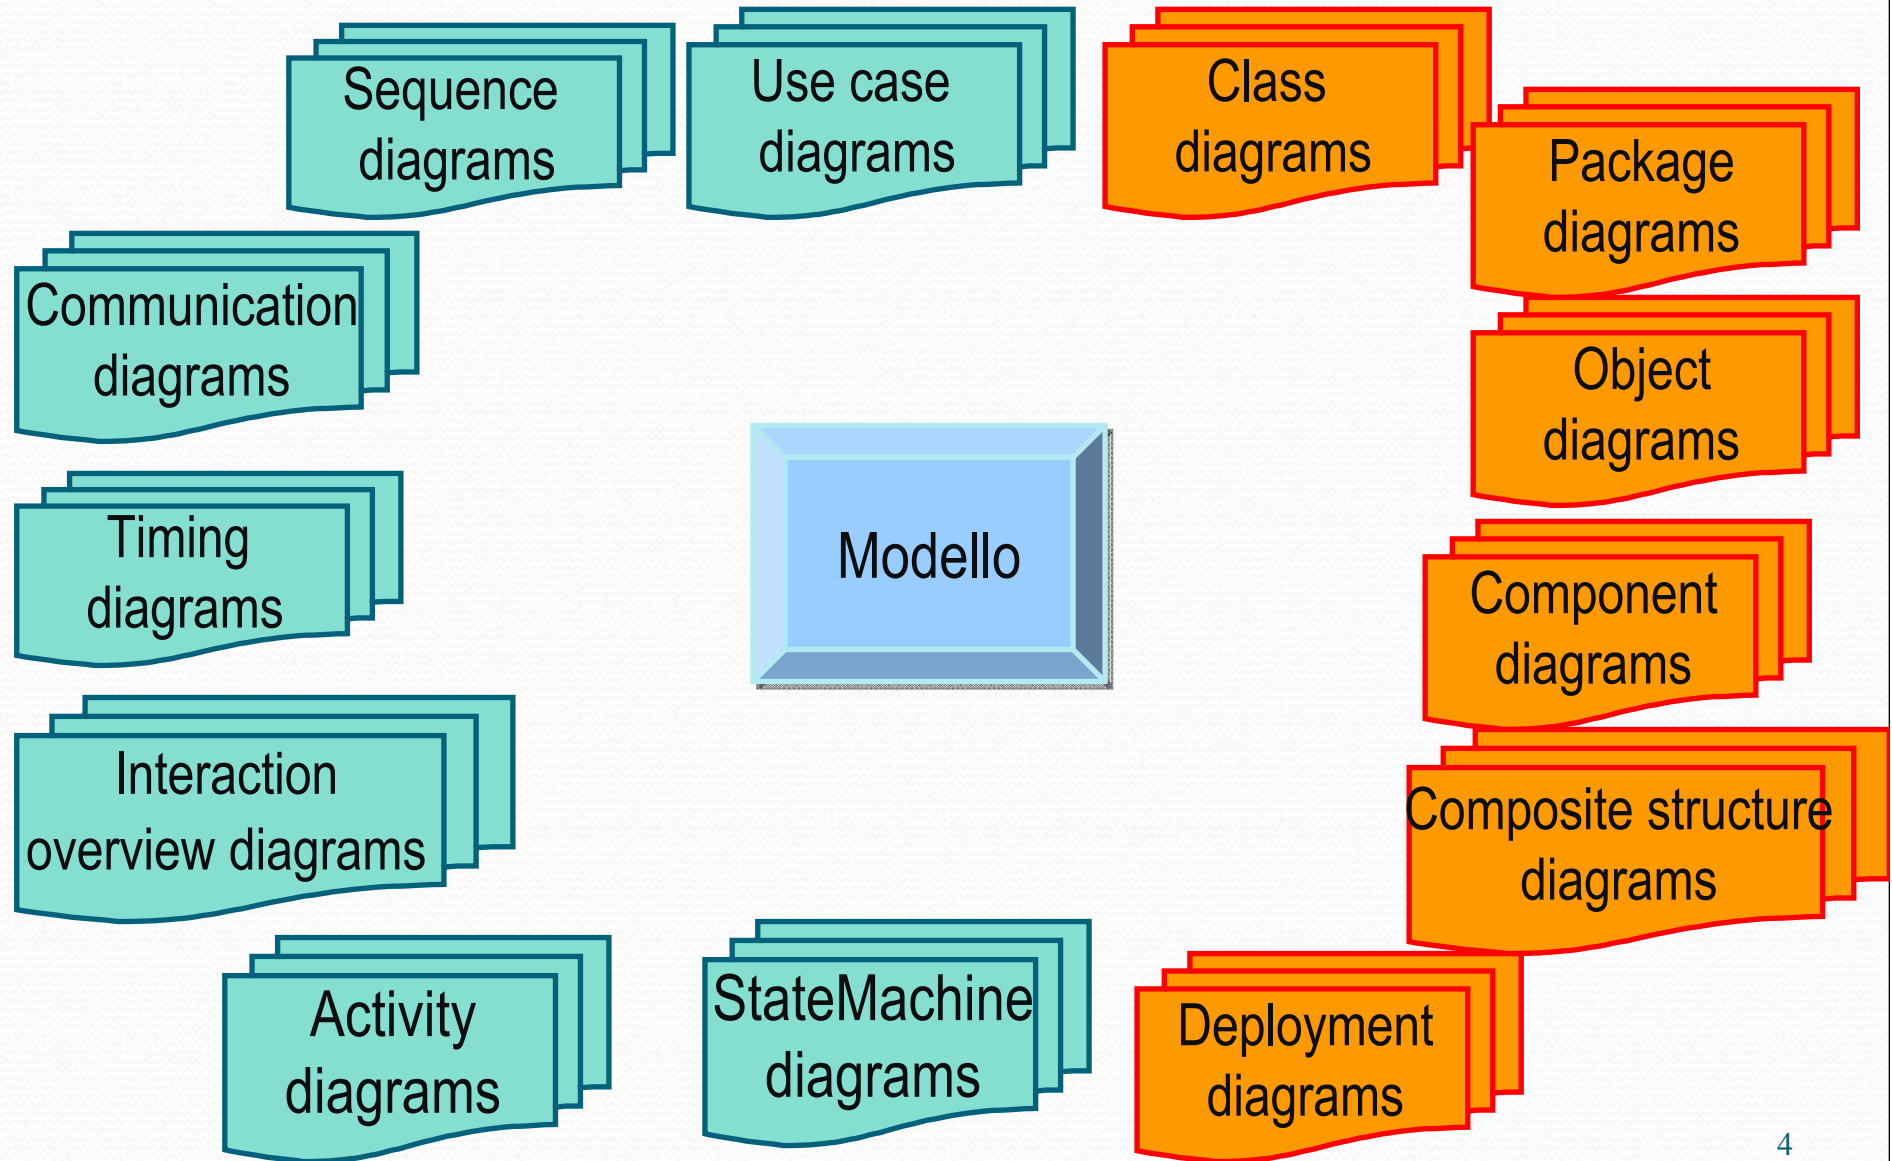 Sequence
diagrams
Use case
diagrams
Class
diagrams
Package
diagrams
Communication
diagrams
Object
diagrams
Timing
diagrams
Modello
Component
diagrams
Interaction
overview diagrams
Composite structure
diagrams
Activity
diagrams
StateMachine
diagrams
Deployment
diagrams
4